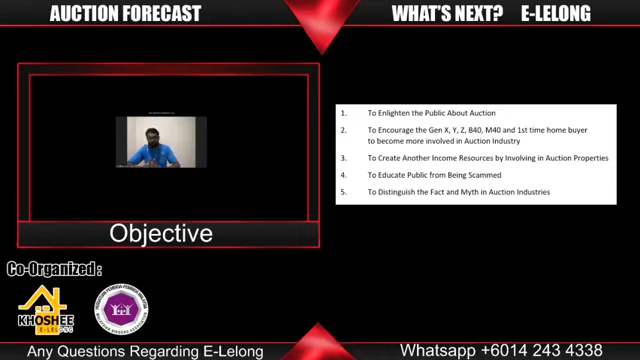 AUCTION FORECAST
WHAT'S NEXT? E-LELONG
1. To Enlighten the Public About Auction
2. To Encourage the Gen X, Y, Z, B40, M40 and 1st time home buyer
to become more involved in Auction Industry
3. To Create Another Income Resources by Involving in Auction Properties
4. To Educate Public from Being Scammed
5. To Distinguish the Fact and Myth in Auction Industries
Objective
Co-Organized :
KHOSHEE
E-LELONG
Any Questions Regarding E-Lelong
Whatsapp +6014 243 4338